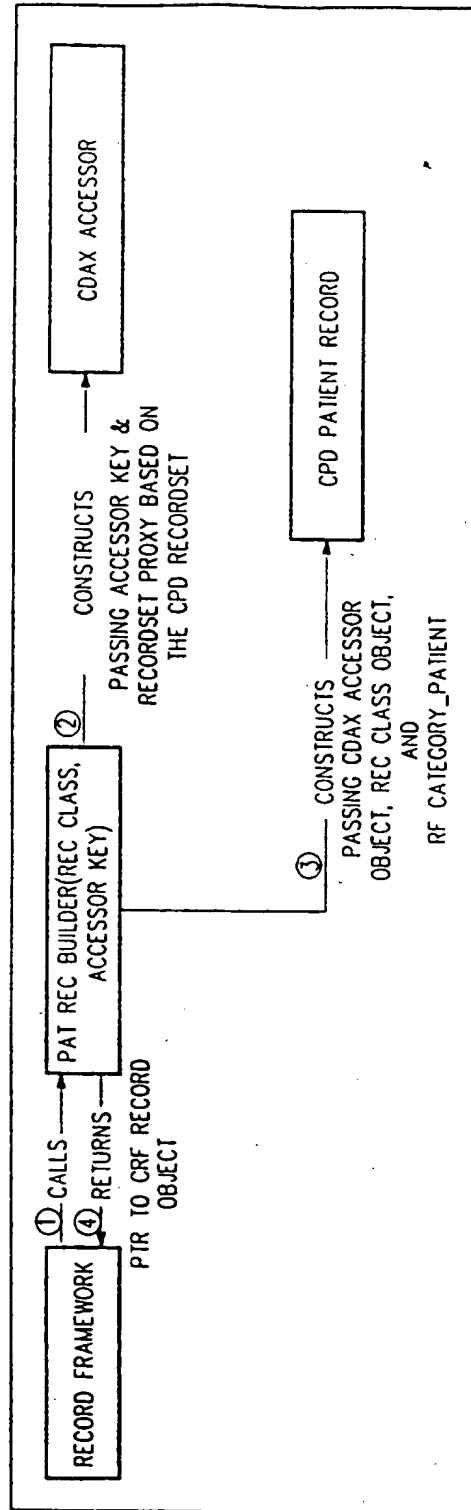 RECORD FRAMEWORK
① CALLS
④ RETURNS
PTR TO CRF RECORD
OBJECT
PAT REC BUILDER(REC CLASS,
ACCESSOR KEY)
② CONSTRUCTS
PASSING ACCESSOR KEY &
RECORDSET PROXY BASED ON
THE CPD RECORDSET
CDAX ACCESSOR
③ CONSTRUCTS
PASSING CDAX ACCESSOR
OBJECT, REC CLASS OBJECT,
AND
RF CATEGORY_PATIENT
CPD PATIENT RECORD